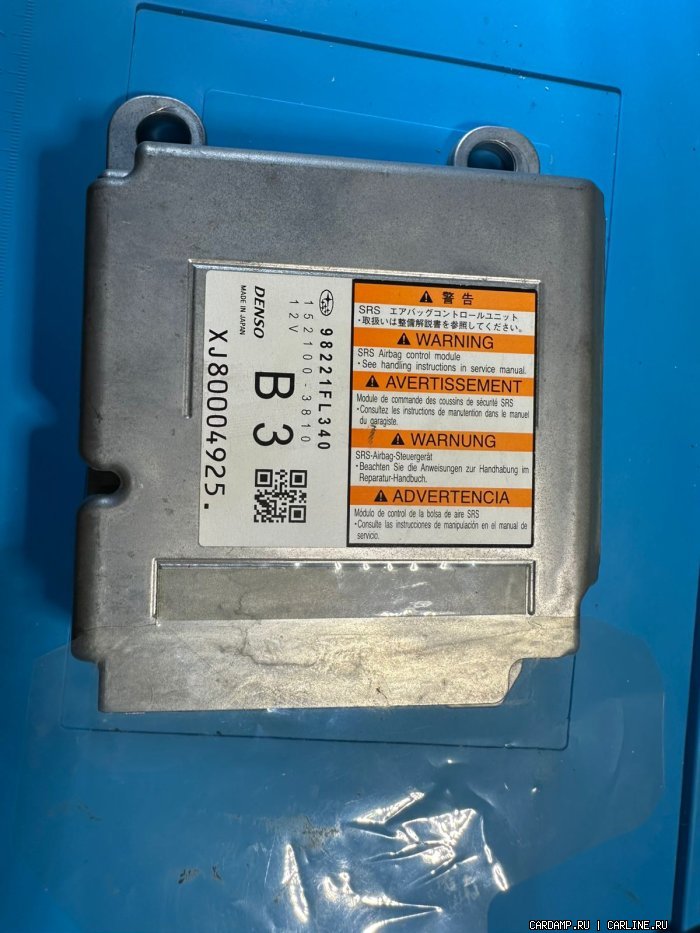 98221FL340
152100-3810
12V
DENSO
MADE IN JAPAN
B3
XJ80004925.
警告
SRS エアバッグコントロールユニット
・取扱いは整備解説書を参照してください。
WARNING
SRS Airbag control module
・See handling instructions in service manual.
AVERTISSEMENT
Module de commande des coussins de sécurité SRS
・Consultez les instructions de manutention dans le manuel
du garagiste.
WARNUNG
SRS-Airbag-Steuergerät
・Beachten Sie die Anweisungen zur Handhabung im
Reparatur-Handbuch.
ADVERTENCIA
Módulo de control de la bolsa de aire SRS
・Consulte las instrucciones de manipulación en el manual de
servicio.
CARDAMP.RU | CARLINE.RU